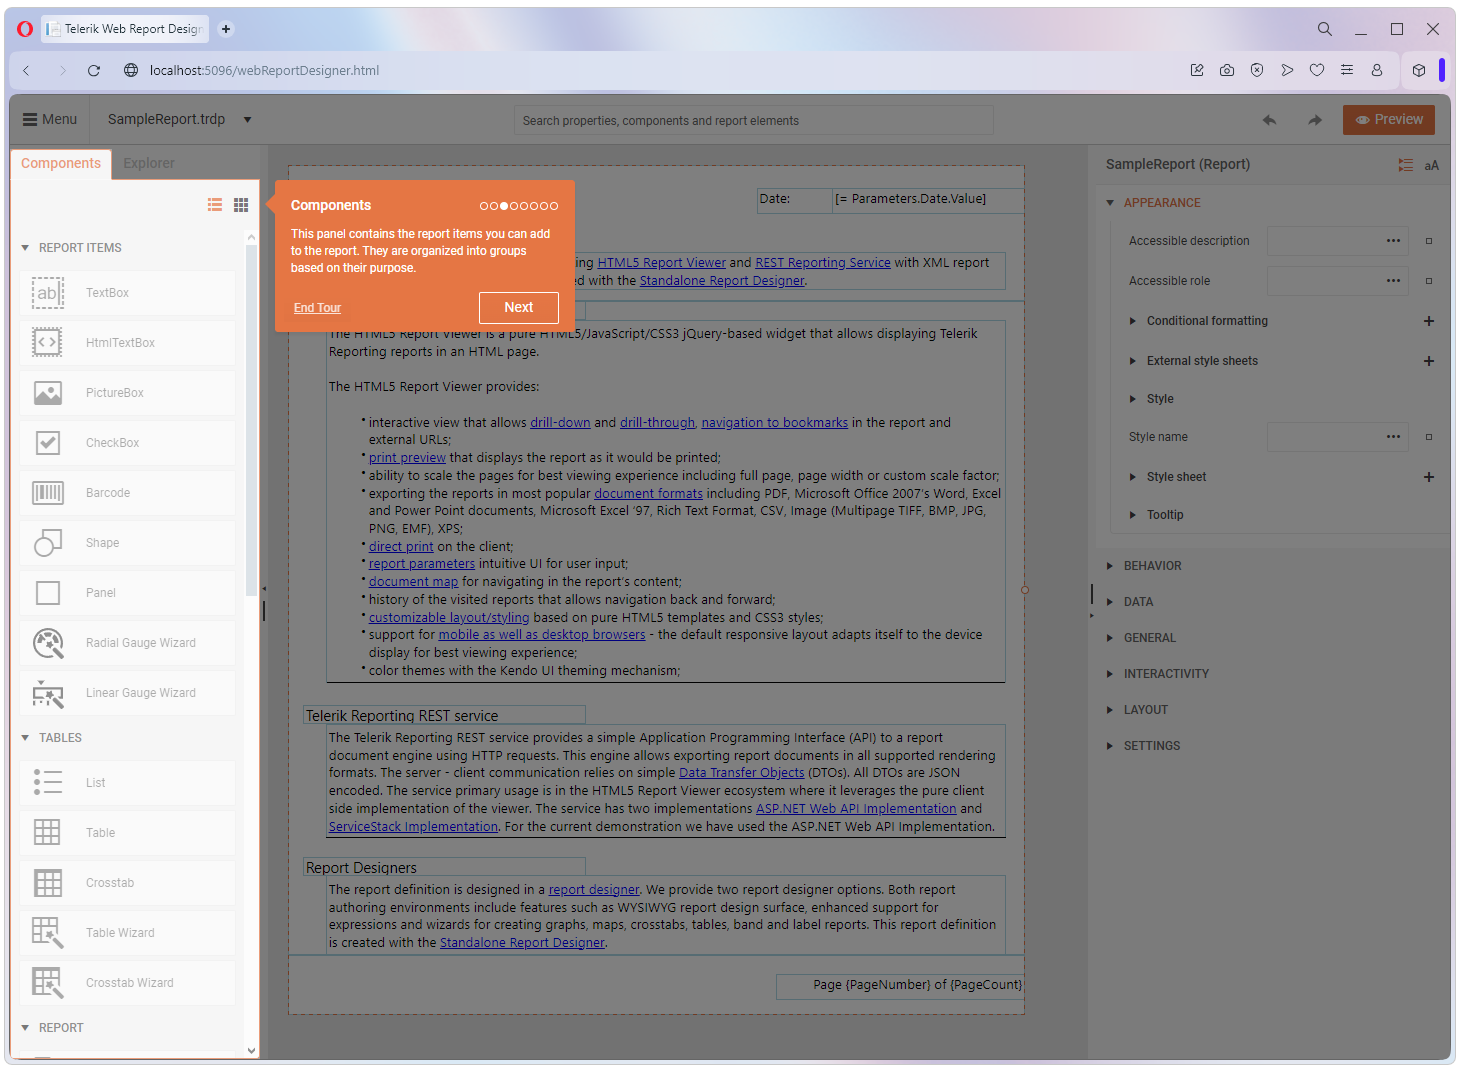 Telerik Web Report Design
localhost:5096/webReportDesigner.html
Menu
SampleReport.trdp
Search properties, components and report elements
Preview
Components
Explorer
REPORT ITEMS
TextBox
HtmlTextBox
PictureBox
CheckBox
Barcode
Shape
Panel
Radial Gauge Wizard
Linear Gauge Wizard
TABLES
List
Table
Crosstab
Table Wizard
Crosstab Wizard
REPORT
Components
This panel contains the report items you can add
to the report. They are organized into groups
based on their purpose.
End Tour
Next
Date:
[= Parameters.Date.Value]
ing HTML5 Report Viewer and REST Reporting Service with XML report
ed with the Standalone Report Designer.
The HTML5 Report Viewer is a pure HTML5/JavaScript/CSS3 jQuery-based widget that allows displaying Telerik
Reporting reports in an HTML page.
The HTML5 Report Viewer provides:
• interactive view that allows drill-down and drill-through, navigation to bookmarks in the report and
external URLs;
• print preview that displays the report as it would be printed;
• ability to scale the pages for best viewing experience including full page, page width or custom scale factor;
• exporting the reports in most popular document formats including PDF, Microsoft Office 2007's Word, Excel
and Power Point documents, Microsoft Excel '97, Rich Text Format, CSV, Image (Multipage TIFF, BMP, JPG,
PNG, EMF), XPS;
• direct print on the client;
• report parameters intuitive UI for user input;
• document map for navigating in the report's content;
• history of the visited reports that allows navigation back and forward;
• customizable layout/styling based on pure HTML5 templates and CSS3 styles;
• support for mobile as well as desktop browsers - the default responsive layout adapts itself to the device
display for best viewing experience;
• color themes with the Kendo UI theming mechanism;
Telerik Reporting REST service
The Telerik Reporting REST service provides a simple Application Programming Interface (API) to a report
document engine using HTTP requests. This engine allows exporting report documents in all supported rendering
formats. The server - client communication relies on simple Data Transfer Objects (DTOs). All DTOs are JSON
encoded. The service primary usage is in the HTML5 Report Viewer ecosystem where it leverages the pure client
side implementation of the viewer. The service has two implementations ASP.NET Web API Implementation and
ServiceStack Implementation. For the current demonstration we have used the ASP.NET Web API Implementation.
Report Designers
The report definition is designed in a report designer. We provide two report designer options. Both report
authoring environments include features such as WYSIWYG report design surface, enhanced support for
expressions and wizards for creating graphs, maps, crosstabs, tables, band and label reports. This report definition
is created with the Standalone Report Designer.
Page {PageNumber} of {PageCount}
SampleReport (Report)
aA
APPEARANCE
Accessible description
Accessible role
Conditional formatting
External style sheets
Style
Style name
Style sheet
Tooltip
BEHAVIOR
DATA
GENERAL
INTERACTIVITY
LAYOUT
SETTINGS